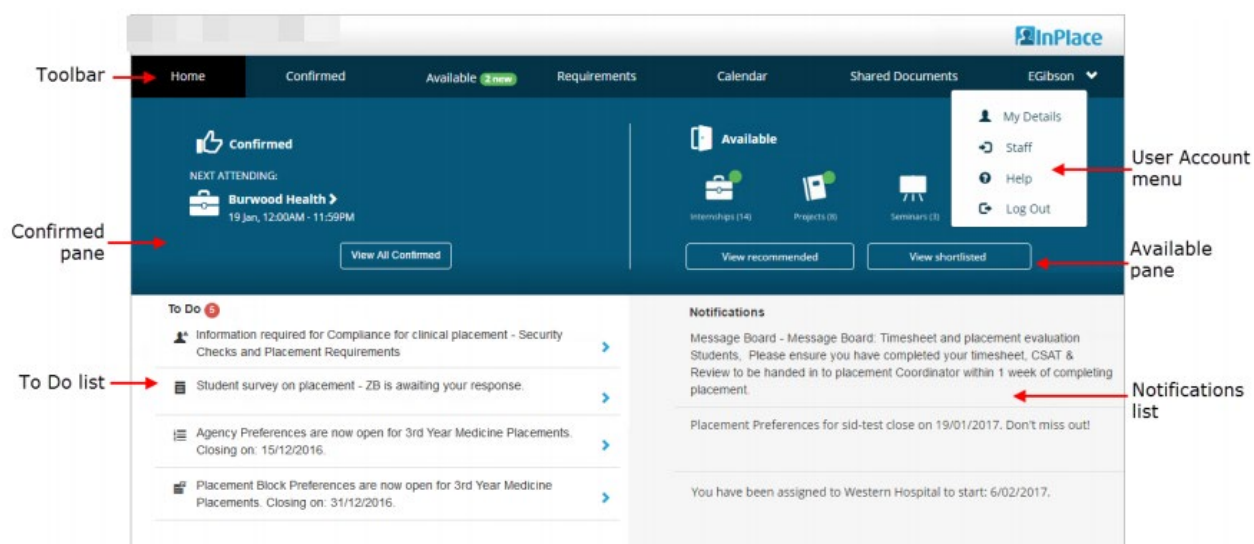 InPlace
Toolbar
Home
Confirmed
Available 2 new
Requirements
Calendar
Shared Documents
EGibson
My Details
Staff
Help
Log Out
User Account
menu
Confirmed
NEXT ATTENDING:
Burwood Health
19 Jan, 12:00AM - 11:59PM
View All Confirmed
Confirmed
pane
Available
Internships (14)
Projects (8)
Seminars (3)
View recommended
View shortlisted
Available
pane
To Do 5
Information required for Compliance for clinical placement - Security
Checks and Placement Requirements
Student survey on placement - ZB is awaiting your response.
Agency Preferences are now open for 3rd Year Medicine Placements.
Closing on: 15/12/2016.
Placement Block Preferences are now open for 3rd Year Medicine
Placements. Closing on: 31/12/2016.
To Do list
Notifications
Message Board - Message Board: Timesheet and placement evaluation
Students, Please ensure you have completed your timesheet, CSAT &
Review to be handed in to placement Coordinator within 1 week of completing
placement.
Placement Preferences for sid-test close on 19/01/2017. Don't miss out!
You have been assigned to Western Hospital to start: 6/02/2017.
Notifications
list